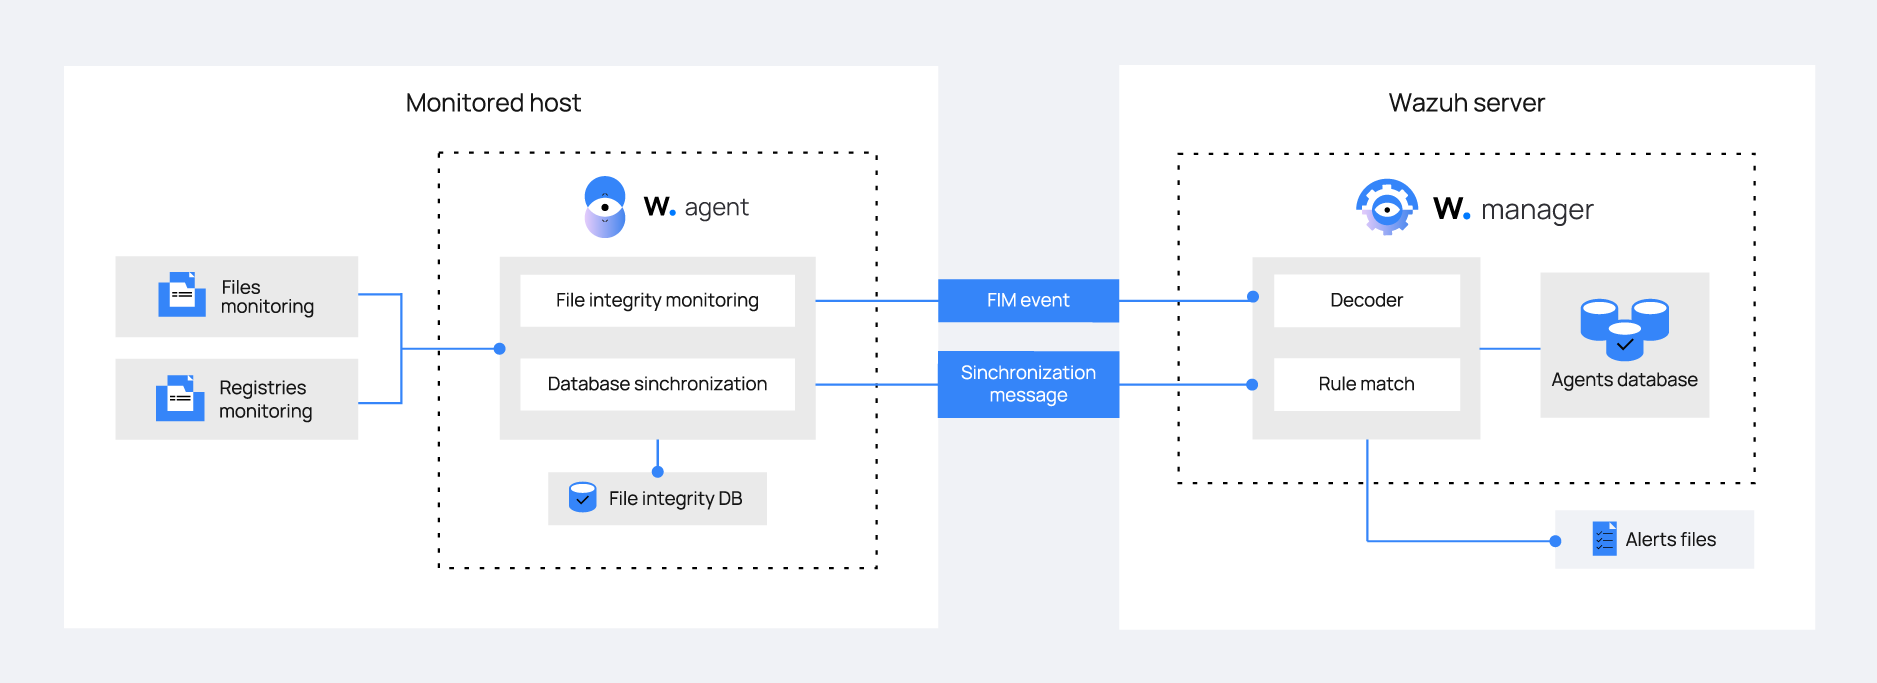 Monitored host
W. agent
Files
monitoring
Registries
monitoring
File integrity monitoring
Database sinchronization
File integrity DB
FIM event
Sinchronization
message
Wazuh server
W. manager
Decoder
Rule match
Agents database
Alerts files